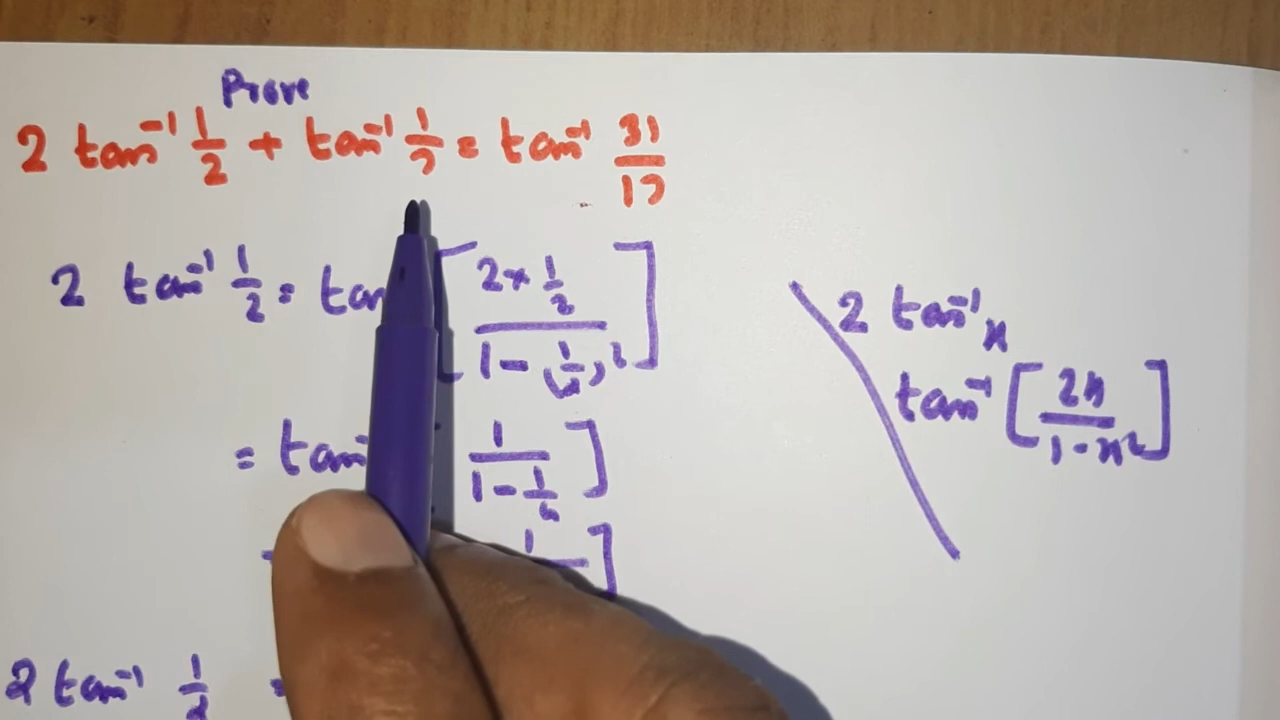 Prove
2 tan⁻¹ 1/2 + tan⁻¹ 1/7 = tan⁻¹ 31/17
2 tan⁻¹ 1/2 = tan [ 2 × 1/2 / 1 - (1/2)² ]
= tan 1 / 1 - 1/4 ]
1 ]
2 tan⁻¹ 1/2 =
2 tan⁻¹ x
tan⁻¹ [ 2x / 1 - x² ]